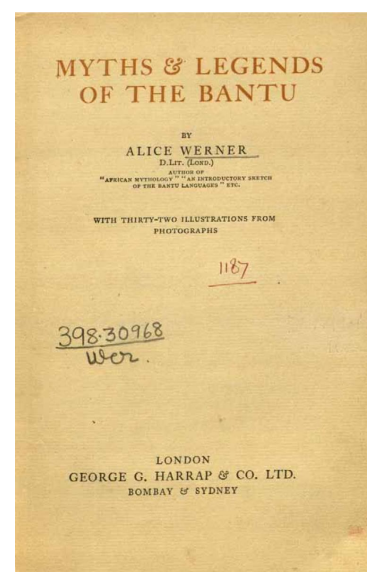 MYTHS & LEGENDS
OF THE BANTU
BY
ALICE WERNER
D.LIT. (LOND.)
AUTHOR OF
"AFRICAN MYTHOLOGY" "AN INTRODUCTORY SKETCH
OF THE BANTU LANGUAGES" ETC.
WITH THIRTY-TWO ILLUSTRATIONS FROM
PHOTOGRAPHS
1187
398.30968
Wer.
LONDON
GEORGE G. HARRAP & CO. LTD.
BOMBAY & SYDNEY